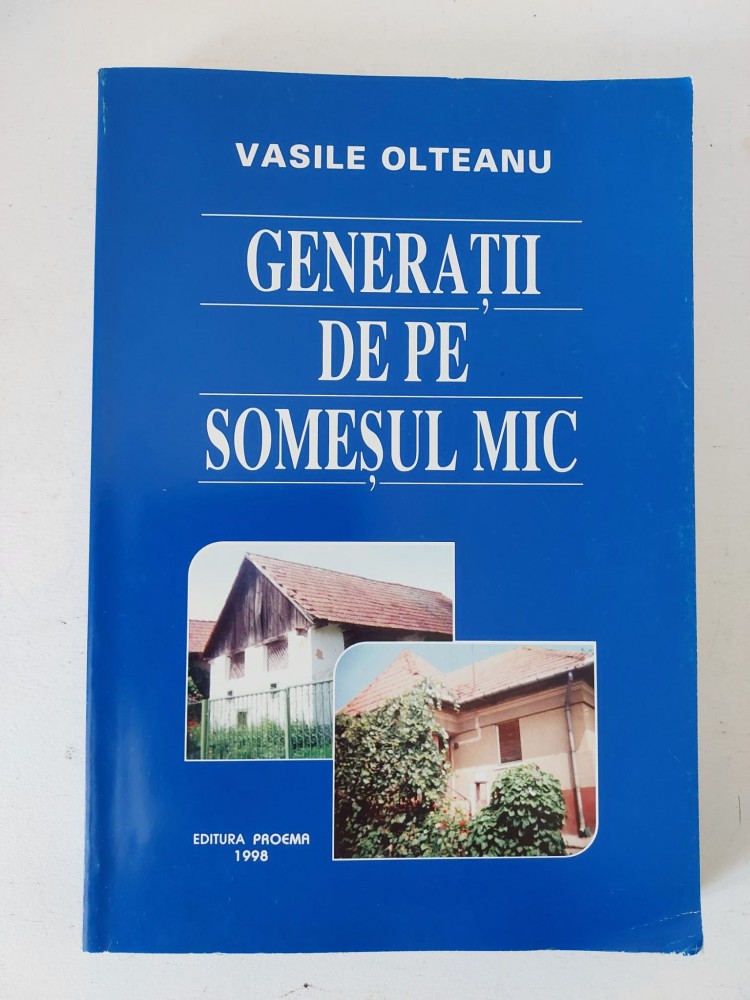 VASILE OLTEANU
GENERAȚII
DE PE
SOMEȘUL MIC
EDITURA PROEMA
1998